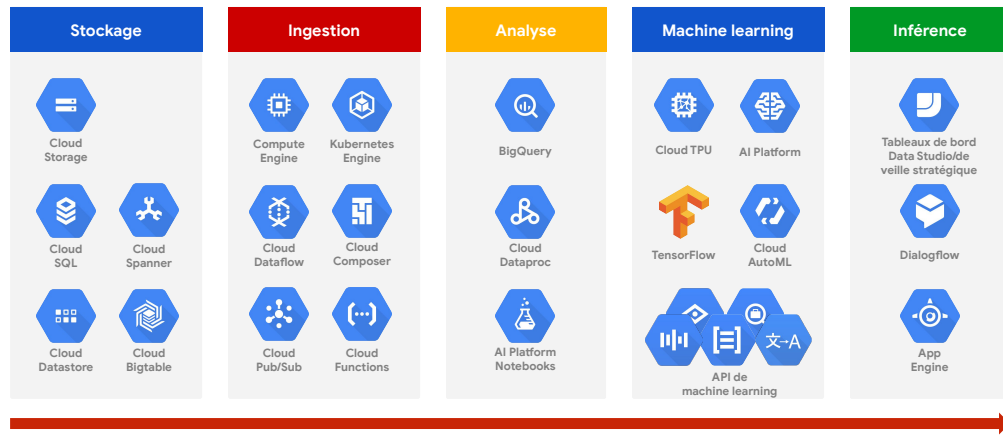 Stockage
Cloud
Storage
Cloud
SQL
Cloud
Spanner
Cloud
Datastore
Cloud
Bigtable
Ingestion
Compute
Engine
Kubernetes
Engine
Cloud
Dataflow
Cloud
Composer
Cloud
Pub/Sub
Cloud
Functions
Analyse
BigQuery
Cloud
Dataproc
AI Platform
Notebooks
Machine learning
Cloud TPU
AI Platform
TensorFlow
Cloud
AutoML
文→A
API de
machine learning
Inférence
Tableaux de bord
Data Studio/de
veille stratégique
Dialogflow
App
Engine